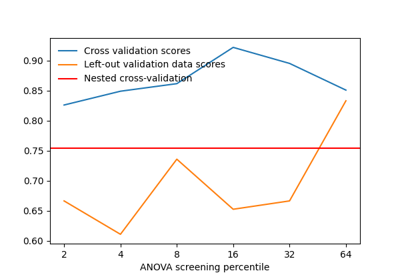 Cross validation scores
Left-out validation data scores
Nested cross-validation
0.90
0.85
0.80
0.75
0.70
0.65
0.60
2 4 8 16 32 64
ANOVA screening percentile